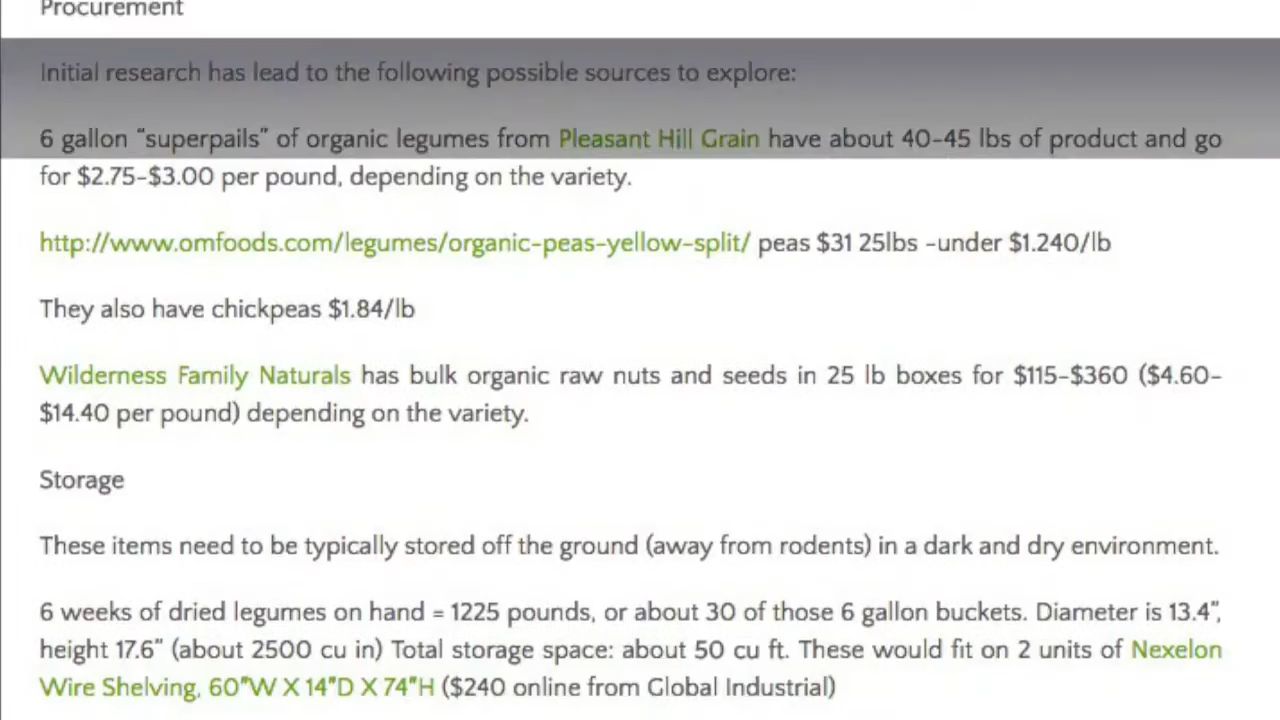 Procurement
Initial research has lead to the following possible sources to explore:
6 gallon “superpails” of organic legumes from Pleasant Hill Grain have about 40-45 lbs of product and go
for $2.75-$3.00 per pound, depending on the variety.
http://www.omfoods.com/legumes/organic-peas-yellow-split/ peas $31 25lbs -under $1.240/lb
They also have chickpeas $1.84/lb
Wilderness Family Naturals has bulk organic raw nuts and seeds in 25 lb boxes for $115-$360 ($4.60-
$14.40 per pound) depending on the variety.
Storage
These items need to be typically stored off the ground (away from rodents) in a dark and dry environment.
6 weeks of dried legumes on hand = 1225 pounds, or about 30 of those 6 gallon buckets. Diameter is 13.4”,
height 17.6” (about 2500 cu in) Total storage space: about 50 cu ft. These would fit on 2 units of Nexelon
Wire Shelving, 60"W X 14"D X 74"H ($240 online from Global Industrial)